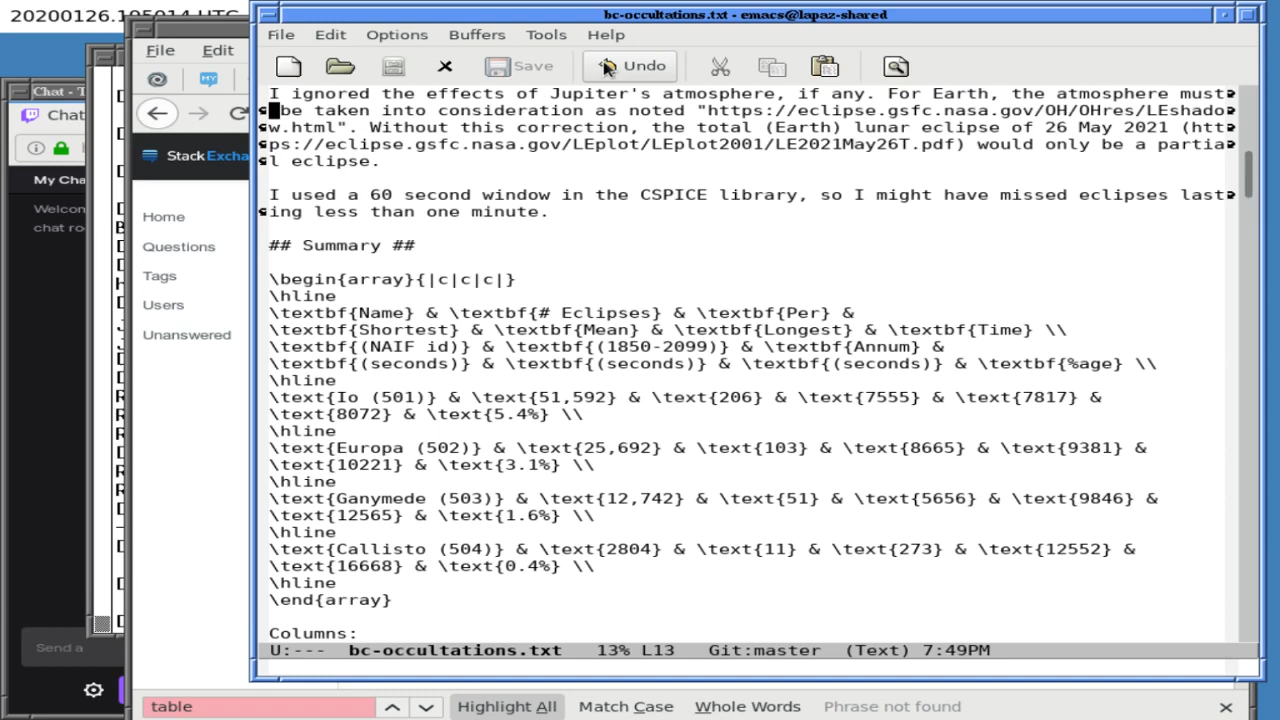 20200126.195914 UTC
bc-occultations.txt - emacs@lapaz-shared
File Edit Options Buffers Tools Help
Save Undo
I ignored the effects of Jupiter's atmosphere, if any. For Earth, the atmosphere must
be taken into consideration as noted "https://eclipse.gsfc.nasa.gov/OH/OHres/LEshado
w.html". Without this correction, the total (Earth) lunar eclipse of 26 May 2021 (htt
ps://eclipse.gsfc.nasa.gov/LEplot/LEplot2001/LE2021May26T.pdf) would only be a partia
l eclipse.
I used a 60 second window in the CSPICE library, so I might have missed eclipses last
ing less than one minute.
## Summary ##
\begin{array}{|c|c|c|}
\hline
\textbf{Name} & \textbf{# Eclipses} & \textbf{Per} &
\textbf{Shortest} & \textbf{Mean} & \textbf{Longest} & \textbf{Time} \\
\textbf{(NAIF id)} & \textbf{(1850-2099)} & \textbf{Annum} &
\textbf{(seconds)} & \textbf{(seconds)} & \textbf{(seconds)} & \textbf{%age} \\
\hline
\text{Io (501)} & \text{51,592} & \text{206} & \text{7555} & \text{7817} &
\text{8072} & \text{5.4%} \\
\hline
\text{Europa (502)} & \text{25,692} & \text{103} & \text{8665} & \text{9381} &
\text{10221} & \text{3.1%} \\
\hline
\text{Ganymede (503)} & \text{12,742} & \text{51} & \text{5656} & \text{9846} &
\text{12565} & \text{1.6%} \\
\hline
\text{Callisto (504)} & \text{2804} & \text{11} & \text{273} & \text{12552} &
\text{16668} & \text{0.4%} \\
\hline
\end{array}
Columns:
U:--- bc-occultations.txt 13% L13 Git:master (Text) 7:49PM
File Edit
MY
StackExcha
Home
Questions
Tags
Users
Unanswered
table Highlight All Match Case Whole Words Phrase not found
Chat - T
Chat
My Cha
Welcom
chat ro
Send a